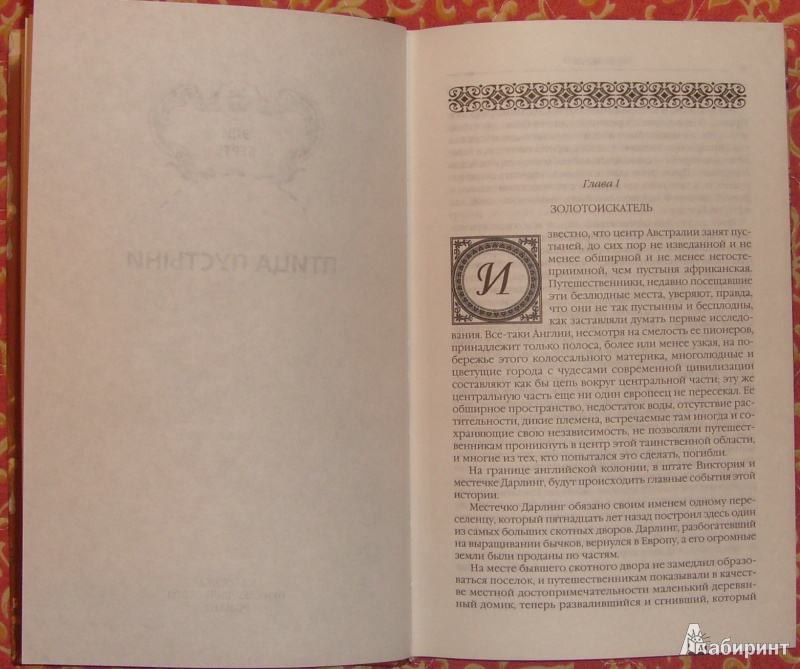 Глава I
ЗОЛОТОИСКАТЕЛЬ
Известно, что центр Австралии занят пус-
тыней, до сих пор не изведанной и не
менее обширной и не менее негосте-
приимной, чем пустыня африканская.
Путешественники, недавно посещавшие
эти безлюдные места, уверяют, правда,
что они не так пустынны и бесплодны,
как заставляли думать первые исследо-
вания. Все-таки Англии, несмотря на смелость ее пионеров,
принадлежит только полоса, более или менее узкая, на по-
бережье этого колоссального материка, многолюдные и
цветущие города с чудесами современной цивилизации
составляют как бы цепь вокруг центральной части; эту же
центральную часть еще ни один европеец не пересекал. Ее
обширное пространство, недостаток воды, отсутствие рас-
тительности, дикие племена, встречаемые там иногда и со-
храняющие свою независимость, не позволяли путешест-
венникам проникнуть в центр этой таинственной области,
и многие из тех, кто попытался это сделать, погибли.
На границе английской колонии, в штате Виктория и
местечке Дарлинг, будут происходить главные события этой
истории.
Местечко Дарлинг обязано своим именем одному пере-
селенцу, который пятнадцать лет назад построил здесь один
из самых больших скотных дворов. Дарлинг, разбогатевший
на выращивании бычков, вернулся в Европу, а его огромные
земли были проданы по частям.
На месте бывшего скотного двора не замедлил образо-
ваться поселок, и путешественникам показывали в качест-
ве местной достопримечательности маленький деревян-
ный домик, теперь развалившийся и сгнивший, который
ЭЛИ
БЕРТЕ
ПТИЦА ПУСТЫНИ
Лабиринт